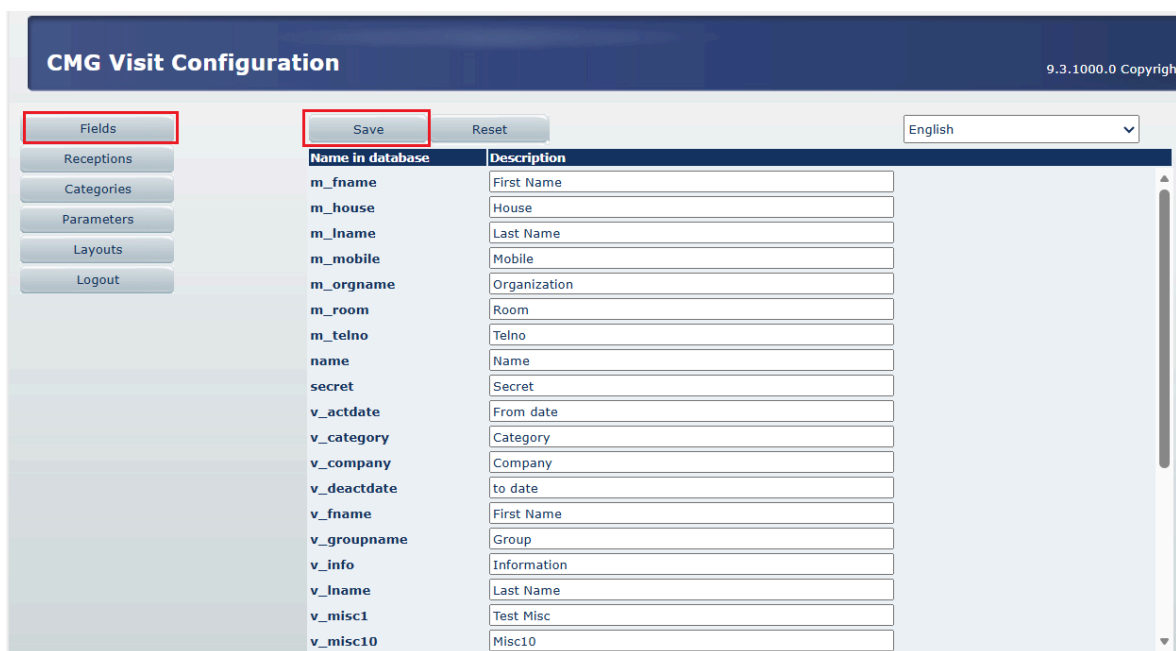 CMG Visit Configuration
9.3.1000.0 Copyrigh
Fields
Receptions
Categories
Parameters
Layouts
Logout
Save Reset English
Name in database Description
m_fname First Name
m_house House
m_lname Last Name
m_mobile Mobile
m_orgname Organization
m_room Room
m_telno Telno
name Name
secret Secret
v_actdate From date
v_category Category
v_company Company
v_deactdate to date
v_fname First Name
v_groupname Group
v_info Information
v_lname Last Name
v_misc1 Test Misc
v_misc10 Misc10